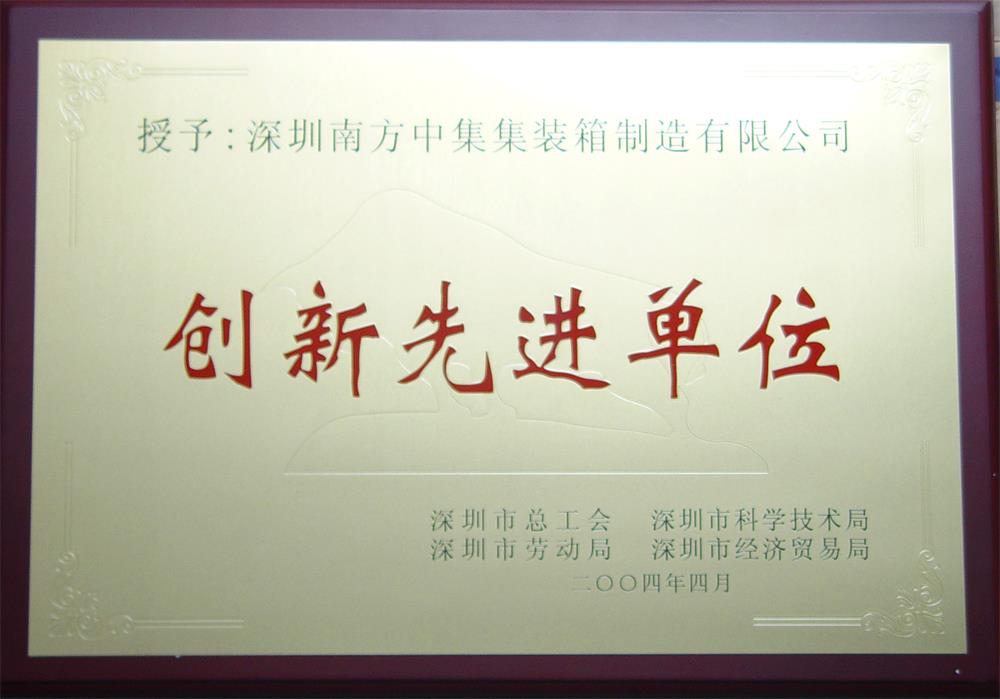 授予:深圳南方中集集装箱制造有限公司
创新先进单位
深圳市总工会 深圳市科学技术局
深圳市劳动局 深圳市经济贸易局
二〇〇四年四月